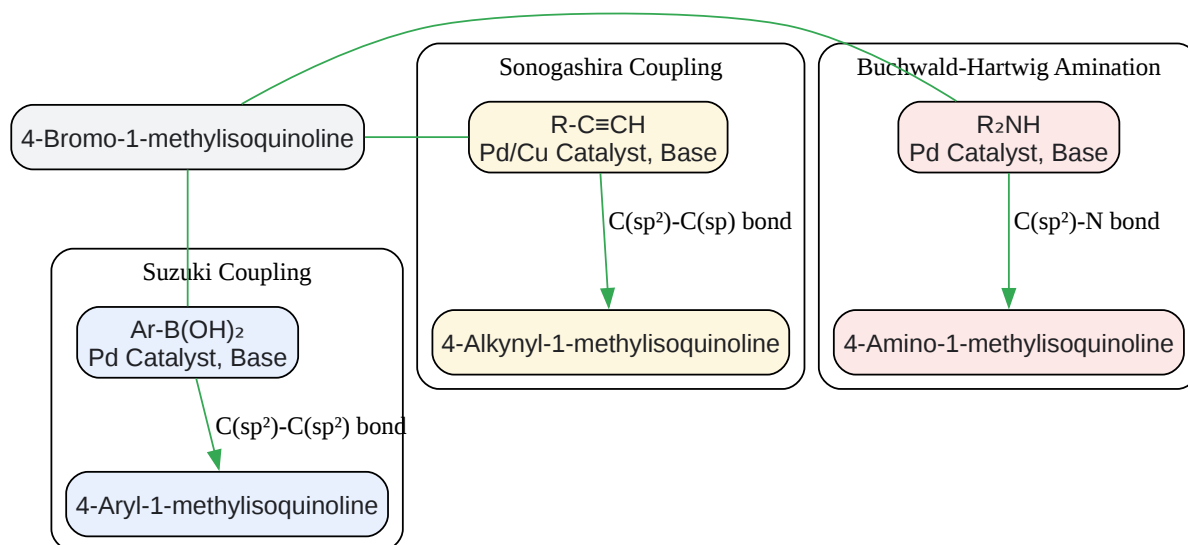 Sonogashira Coupling
Buchwald-Hartwig Amination
4-Bromo-1-methylisoquinoline
R-C≡CH
Pd/Cu Catalyst, Base
R₂NH
Pd Catalyst, Base
C(sp²)-C(sp) bond
C(sp²)-N bond
Suzuki Coupling
Ar-B(OH)₂
Pd Catalyst, Base
4-Alkynyl-1-methylisoquinoline
4-Amino-1-methylisoquinoline
C(sp²)-C(sp²) bond
4-Aryl-1-methylisoquinoline